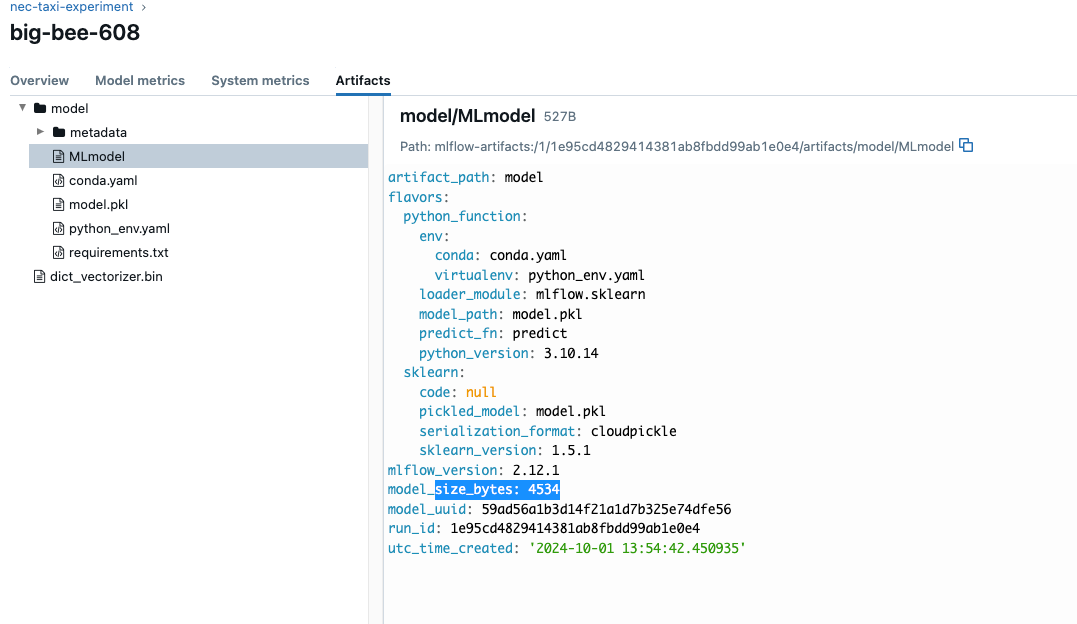 nec-taxi-experiment
big-bee-608
Overview Model metrics System metrics Artifacts
model
metadata
MLmodel
conda.yaml
model.pkl
python_env.yaml
requirements.txt
dict_vectorizer.bin
model/MLmodel 527B
Path: mlflow-artifacts:/1/1e95cd4829414381ab8fbdd99ab1e0e4/artifacts/model/MLmodel
artifact_path: model
flavors:
  python_function:
    env:
      conda: conda.yaml
      virtualenv: python_env.yaml
    loader_module: mlflow.sklearn
    model_path: model.pkl
    predict_fn: predict
    python_version: 3.10.14
  sklearn:
    code: null
    pickled_model: model.pkl
    serialization_format: cloudpickle
    sklearn_version: 1.5.1
mlflow_version: 2.12.1
model_size_bytes: 4534
model_uuid: 59ad56a1b3d14f21a1d7b325e74dfe56
run_id: 1e95cd4829414381ab8fbdd99ab1e0e4
utc_time_created: '2024-10-01 13:54:42.450935'